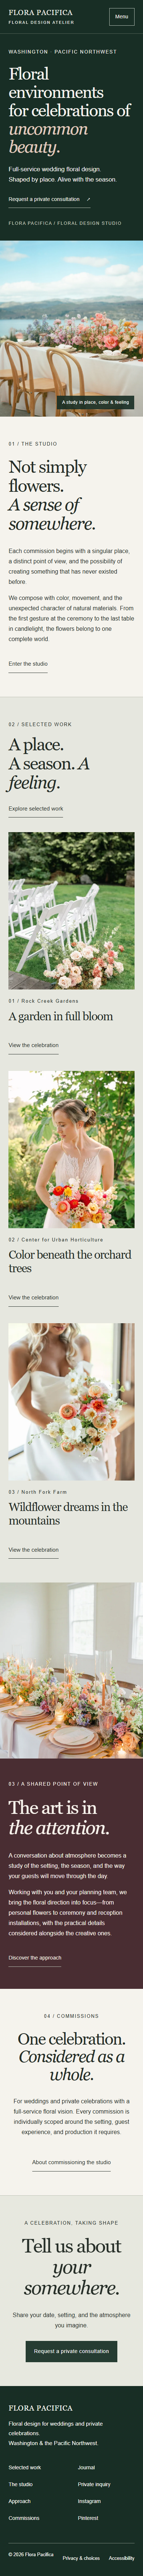 FLORA PACIFICA
FLORAL DESIGN ATELIER
Menu
WASHINGTON · PACIFIC NORTHWEST
Floral
environments
for celebrations of
uncommon
beauty.
Full-service wedding floral design.
Shaped by place. Alive with the season.
Request a private consultation ↗
FLORA PACIFICA / FLORAL DESIGN STUDIO
A study in place, color & feeling
01 / THE STUDIO
Not simply
flowers.
A sense of
somewhere.
Each commission begins with a singular place,
a distinct point of view, and the possibility of
creating something that has never existed
before.
We compose with color, movement, and the
unexpected character of natural materials. From
the first gesture at the ceremony to the last table
in candlelight, the flowers belong to one
complete world.
Enter the studio
02 / SELECTED WORK
A place.
A season. A
feeling.
Explore selected work
01 / Rock Creek Gardens
A garden in full bloom
View the celebration
02 / Center for Urban Horticulture
Color beneath the orchard
trees
View the celebration
03 / North Fork Farm
Wildflower dreams in the
mountains
View the celebration
03 / A SHARED POINT OF VIEW
The art is in
the attention.
A conversation about atmosphere becomes a
study of the setting, the season, and the way
your guests will move through the day.
Working with you and your planning team, we
bring the floral direction into focus—from
personal flowers to ceremony and reception
installations, with the practical details
considered alongside the creative ones.
Discover the approach
04 / COMMISSIONS
One celebration.
Considered as a
whole.
For weddings and private celebrations with a
full-service floral vision. Every commission is
individually scoped around the setting, guest
experience, and production it requires.
About commissioning the studio
A CELEBRATION, TAKING SHAPE
Tell us about
your
somewhere.
Share your date, setting, and the atmosphere
you imagine.
Request a private consultation
FLORA PACIFICA
Floral design for weddings and private
celebrations.
Washington & the Pacific Northwest.
Selected work
Journal
The studio
Private inquiry
Approach
Instagram
Commissions
Pinterest
© 2026 Flora Pacifica
Privacy & choices
Accessibility